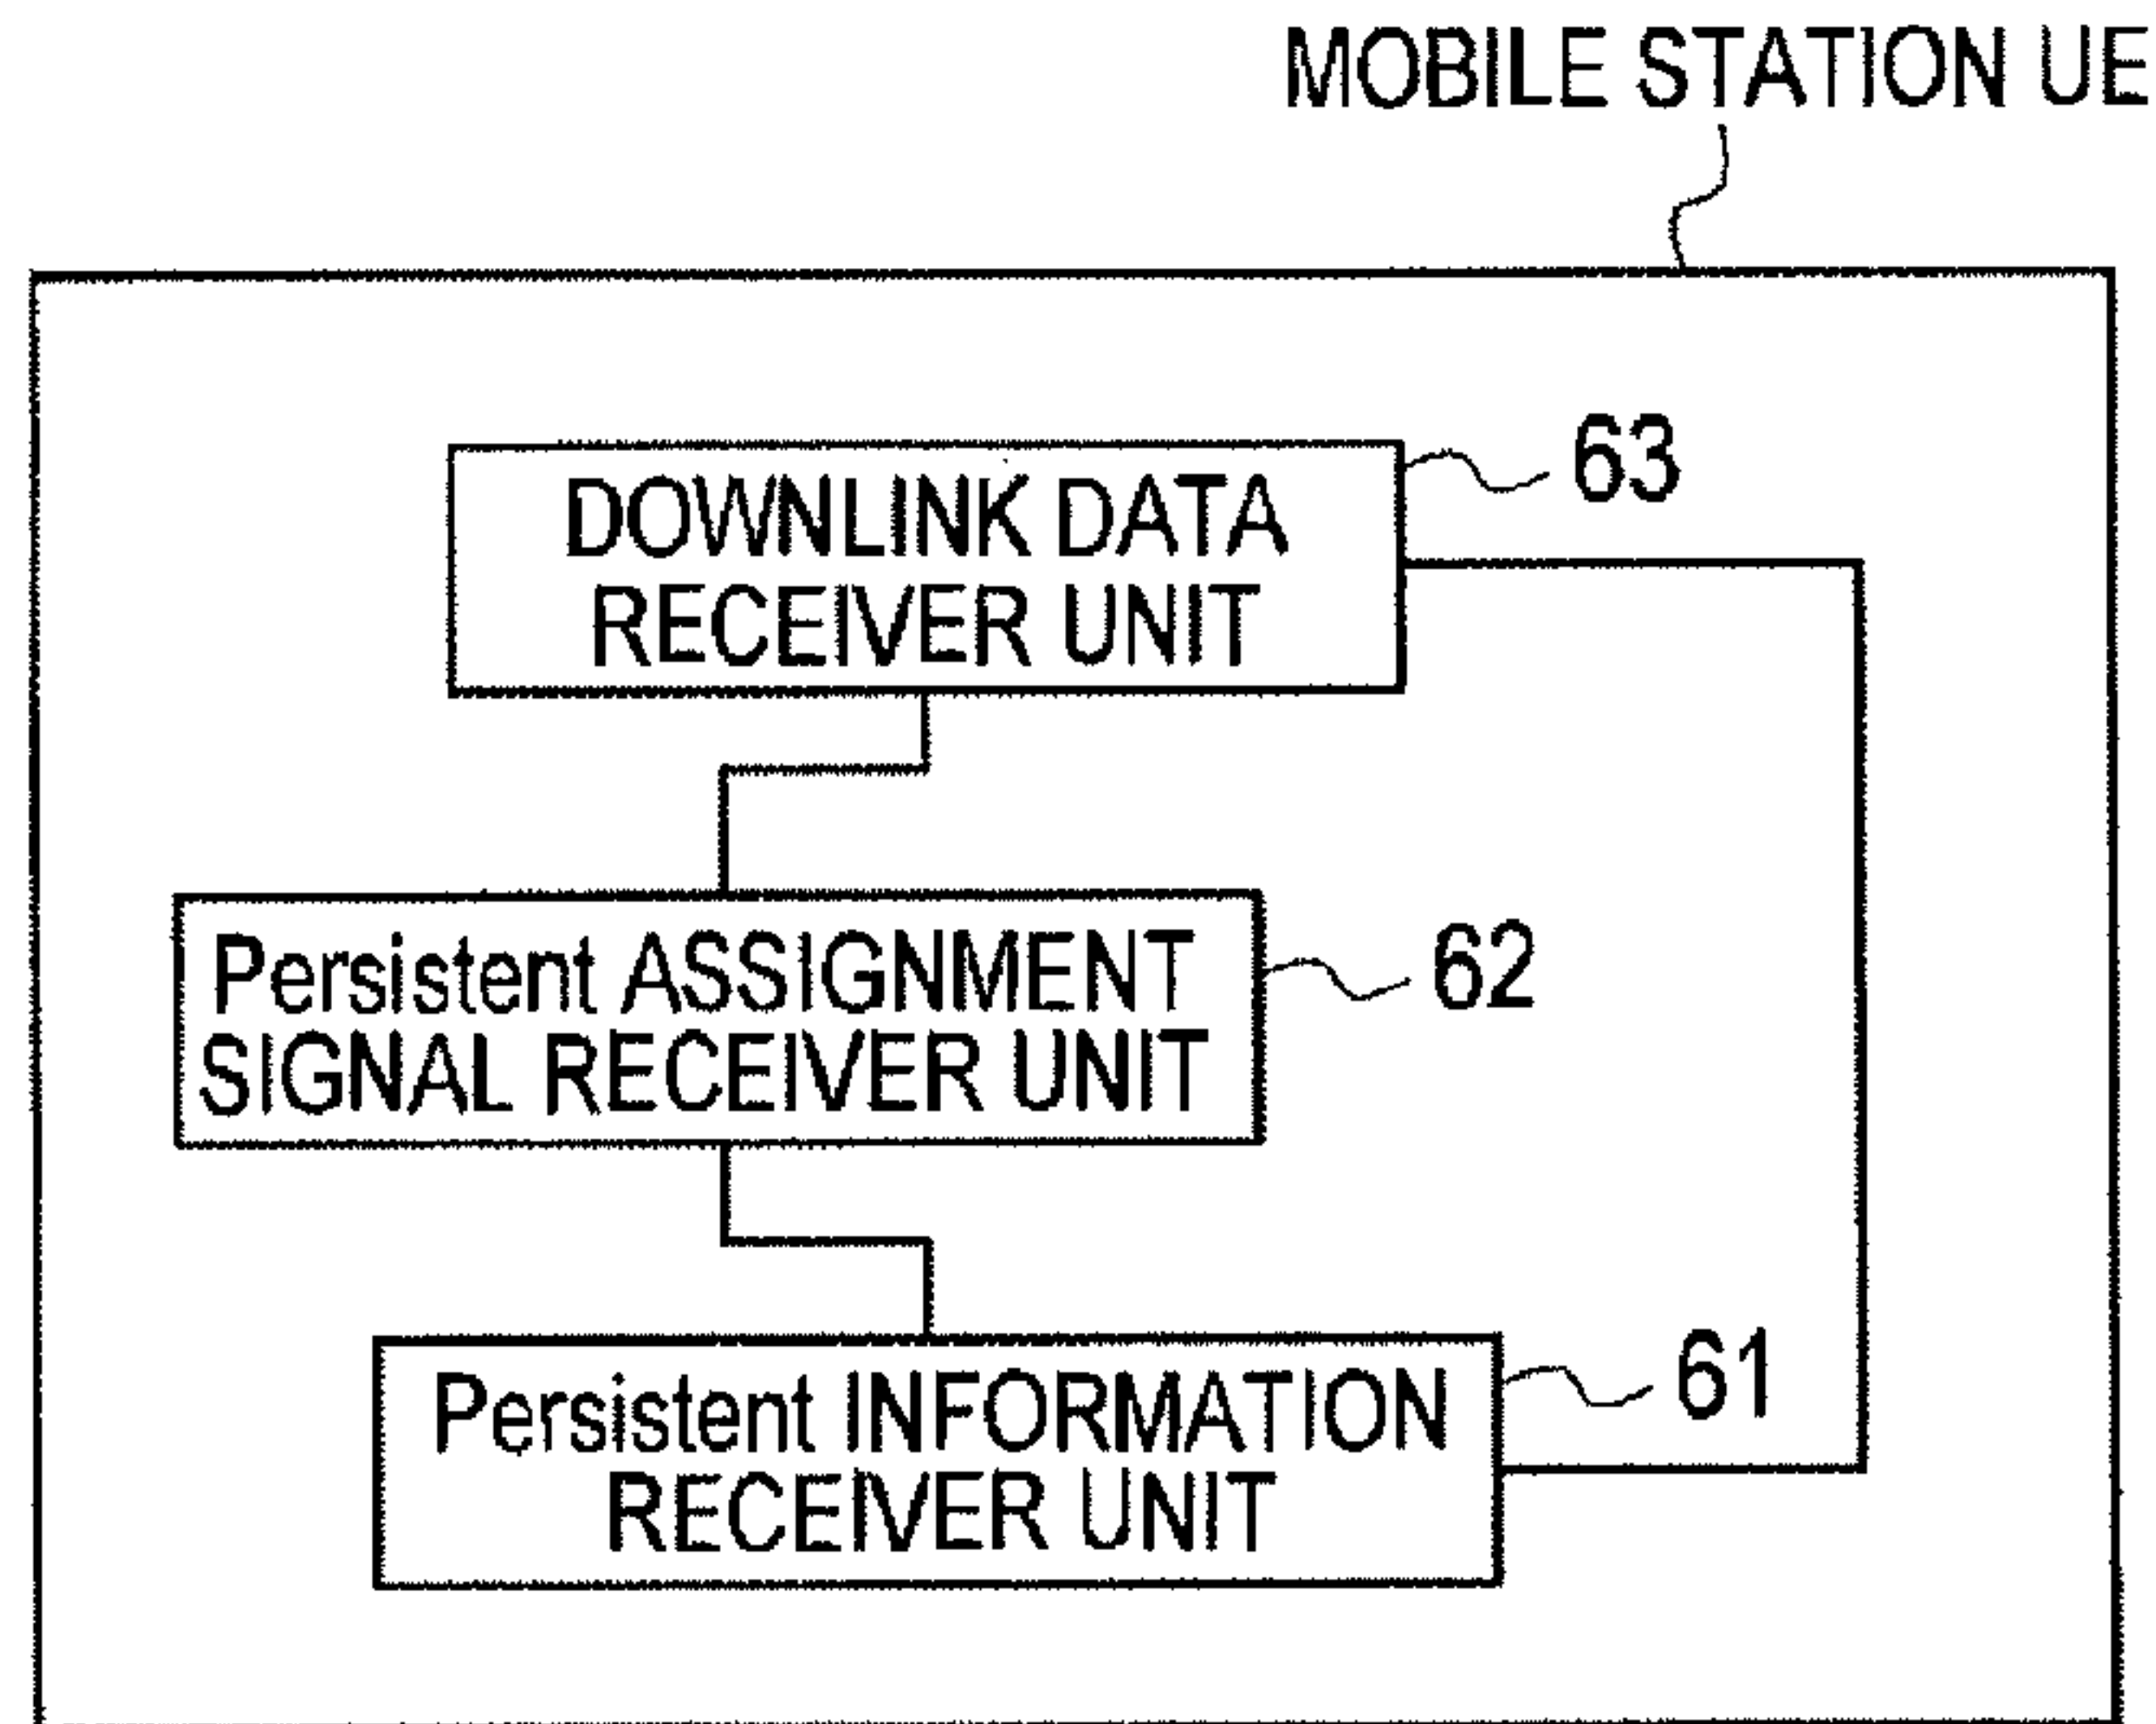 MOBILE STATION UE
63
DOWNLINK DATA
RECEIVER UNIT
Persistent ASSIGNMENT
SIGNAL RECEIVER UNIT
62
Persistent INFORMATION
RECEIVER UNIT
61